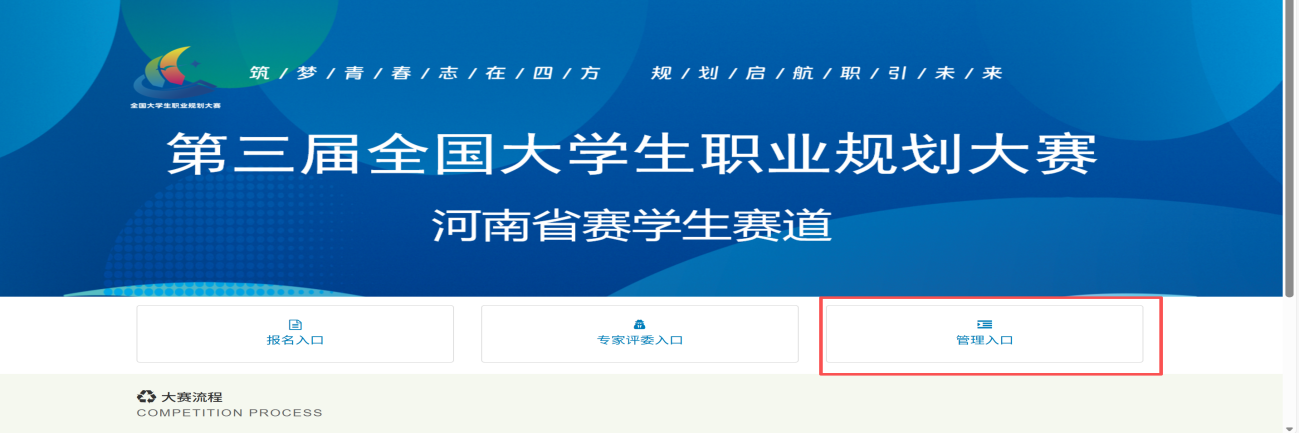 筑/梦/青/春/志/在/四/方 规/划/启/航/职/引/未/来
全国大学生职业规划大赛
第三届全国大学生职业规划大赛
河南省赛学生赛道
报名入口
专家评委入口
管理入口
大赛流程
COMPETITION PROCESS